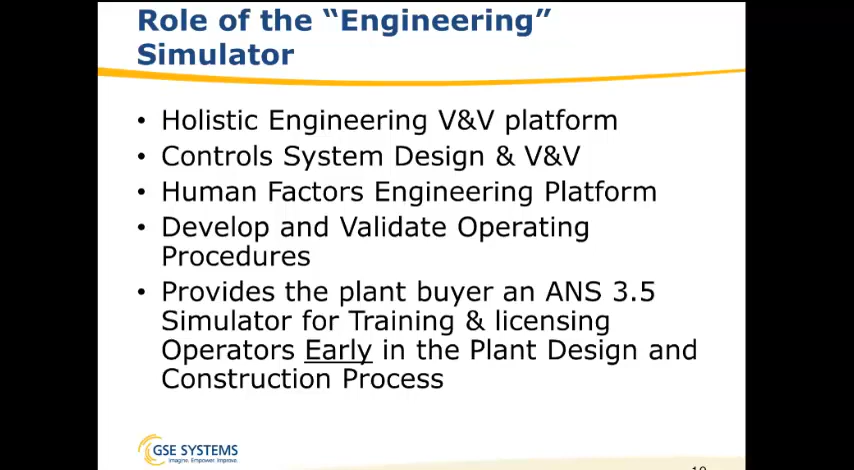 Role of the “Engineering”
Simulator
• Holistic Engineering V&V platform
• Controls System Design & V&V
• Human Factors Engineering Platform
• Develop and Validate Operating
Procedures
• Provides the plant buyer an ANS 3.5
Simulator for Training & licensing
Operators Early in the Plant Design and
Construction Process
GSE SYSTEMS
Imagine. Empower. Improve.